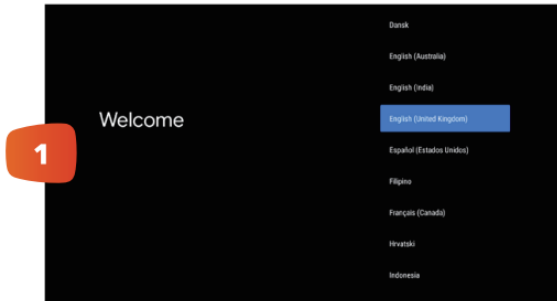 Welcome
1
Dansk
English (Australia)
English (India)
English (United Kingdom)
Español (Estados Unidos)
Filipino
Français (Canada)
Hrvatski
Indonesia